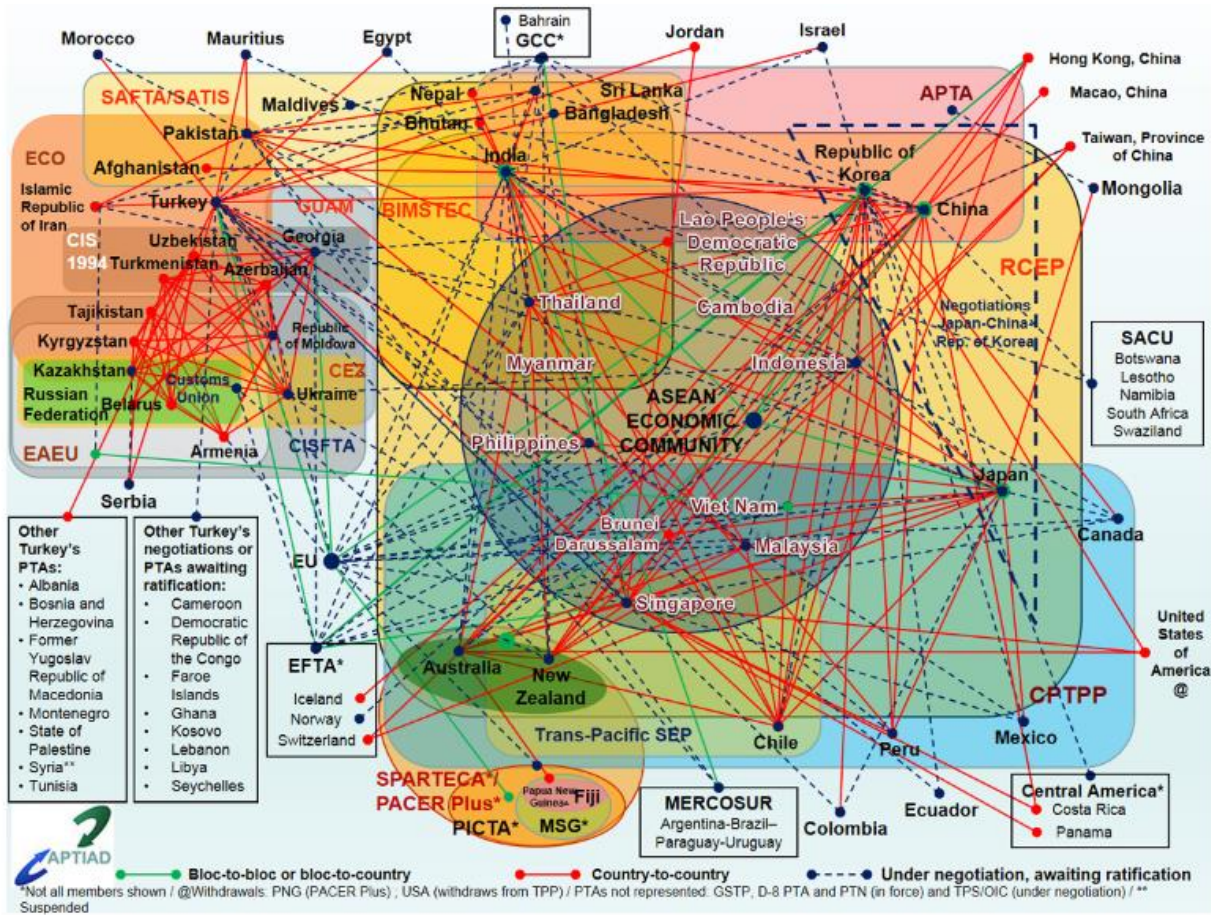 Morocco
Mauritius
Egypt
Bahrain
GCC*
Jordan
Israel
Hong Kong, China
Macao, China
Taiwan, Province
of China
Mongolia
SAFTA/SATIS
Maldives
Nepal
Bhutan
Sri Lanka
Bangladesh
APTA
Pakistan
ECO
Afghanistan
India
Republic of
Korea
China
Islamic
Republic
of Iran
Turkey
GUAM
BIMSTEC
CIS
1994
Uzbekistan
Georgia
Turkmenistan
Azerbaijan
Lao People's
Democratic
Republic
RCEP
Tajikistan
Thailand
Cambodia
Negotiations
Japan-China-
Rep. of Korea
Kyrgyzstan
Republic
of Moldova
Myanmar
Indonesia
Kazakhstan
CEZ
Customs
Union
Russian
Federation
Belarus
Ukraine
ASEAN
ECONOMIC
COMMUNITY
SACU
Botswana
Lesotho
Namibia
South Africa
Swaziland
EAEU
Armenia
CISFTA
Philippines
Serbia
Viet Nam
Japan
Brunei
Darussalam
Malaysia
Canada
EU
Singapore
Other
Turkey's
PTAs:
• Albania
• Bosnia and
Herzegovina
• Former
Yugoslav
Republic of
Macedonia
• Montenegro
• State of
Palestine
• Syria**
• Tunisia
Other Turkey's
negotiations or
PTAs awaiting
ratification:
• Cameroon
• Democratic
Republic of
the Congo
• Faroe
Islands
• Ghana
• Kosovo
• Lebanon
• Libya
• Seychelles
EFTA*
Iceland
Norway
Switzerland
Australia
New
Zealand
United
States
of
America
@
CPTPP
Trans-Pacific SEP
Chile
Peru
Mexico
SPARTECA*/
PACER Plus*
Papua New
Guinea
Fiji
PICTA*
MSG*
MERCOSUR
Argentina-Brazil–
Paraguay-Uruguay
Colombia
Ecuador
Central America*
Costa Rica
Panama
APTIAD
Bloc-to-bloc or bloc-to-country
Country-to-country
Under negotiation, awaiting ratification
*Not all members shown / @Withdrawals: PNG (PACER Plus) ; USA (withdraws from TPP) / PTAs not represented: GSTP, D-8 PTA and PTN (in force) and TPS/OIC (under negotiation) / **
Suspended